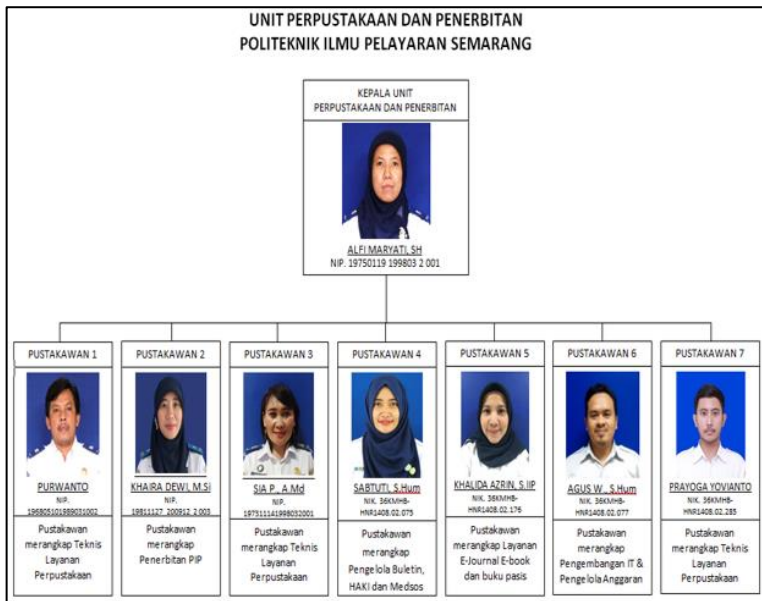 UNIT PERPUSTAKAAN DAN PENERBITAN
POLITEKNIK ILMU PELAYARAN SEMARANG
KEPALA UNIT
PERPUSTAKAAN DAN PENERBITAN
ALFI MARYATI, SH
NIP. 19750119 199803 2 001
PUSTAKAWAN 1
PURWANTO
NIP.
196805101989031002
Pustakawan
merangkap Teknis
Layanan
Perpustakaan
PUSTAKAWAN 2
KHAIRA DEWI, M.Si
NIP.
19811127 200912 2 003
Pustakawan
merangkap
Penerbitan PIP
PUSTAKAWAN 3
SIA P., A.Md
NIP.
197311141998032001
Pustakawan
merangkap Teknis
Layanan
Perpustakaan
PUSTAKAWAN 4
SABTUTI, S.Hum
NIK. 36KMHB-
HNR1408.02.075
Pustakawan
merangkap
Pengelola Buletin,
HAKI dan Medsos
PUSTAKAWAN 5
KHALIDA AZRIN, S.IIP
NIK. 36KMHB-
HNR1408.02.176
Pustakawan
merangkap Layanan
E-Journal E-book
dan buku pasis
PUSTAKAWAN 6
AGUS W., S.Hum
NIK. 36KMHB-
HNR1408.02.077
Pustakawan
merangkap
Pengembangan IT &
Pengelola Anggaran
PUSTAKAWAN 7
PRAYOGA YOVIANTO
NIK. 36KMHB-
HNR1408.02.285
Pustakawan
merangkap Teknis
Layanan
Perpustakaan